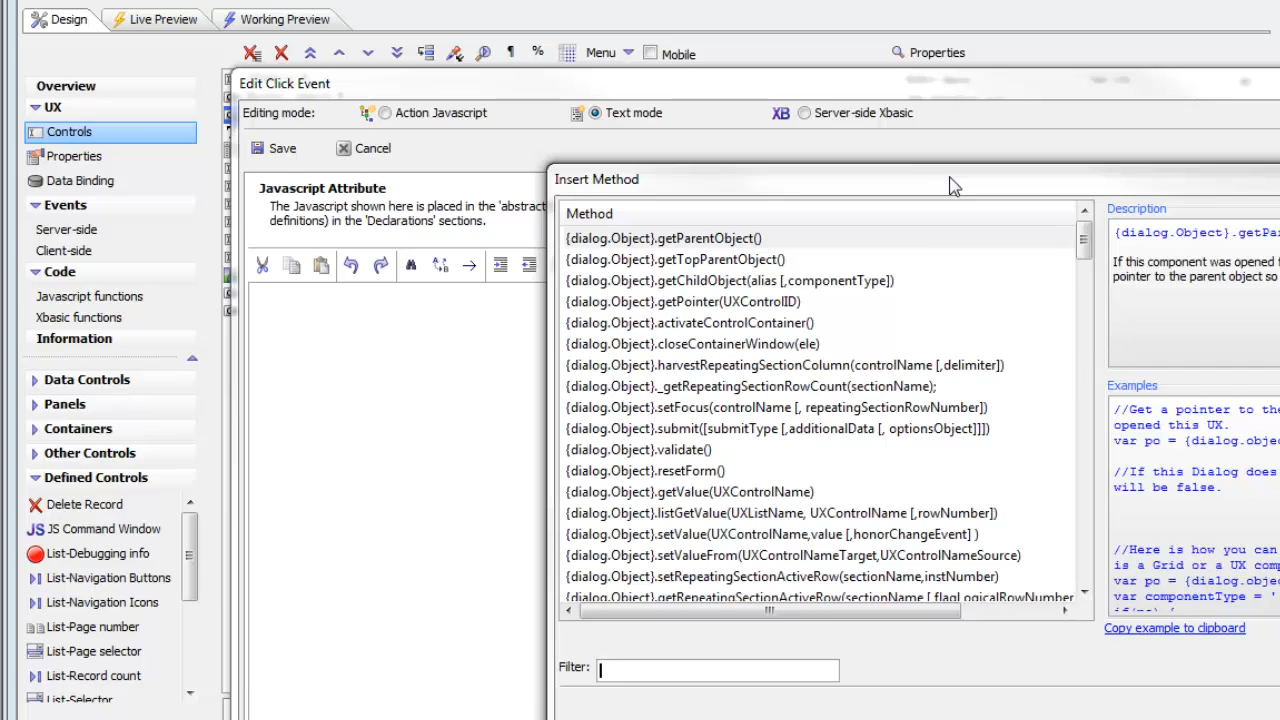 Design
Live Preview
Working Preview
% Menu Mobile Properties
Overview
UX
Controls
Properties
Data Binding
Events
Server-side
Client-side
Code
Javascript functions
Xbasic functions
Information
Data Controls
Panels
Containers
Other Controls
Defined Controls
Delete Record
JS JS Command Window
List-Debugging info
List-Navigation Buttons
List-Navigation Icons
List-Page number
List-Page selector
List-Record count
List-Selector
Edit Click Event
Editing mode: Action Javascript Text mode XB Server-side Xbasic
Save Cancel
Javascript Attribute
The Javascript shown here is placed in the 'abstract
definitions) in the 'Declarations' sections.
Insert Method
Method
{dialog.Object}.getParentObject()
{dialog.Object}.getTopParentObject()
{dialog.Object}.getChildObject(alias [,componentType])
{dialog.Object}.getPointer(UXControlID)
{dialog.Object}.activateControlContainer()
{dialog.Object}.closeContainerWindow(ele)
{dialog.Object}.harvestRepeatingSectionColumn(controlName [,delimiter])
{dialog.Object}._getRepeatingSectionRowCount(sectionName);
{dialog.Object}.setFocus(controlName [, repeatingSectionRowNumber])
{dialog.Object}.submit([submitType [,additionalData [, optionsObject]]])
{dialog.Object}.validate()
{dialog.Object}.resetForm()
{dialog.Object}.getValue(UXControlName)
{dialog.Object}.listGetValue(UXListName, UXControlName [,rowNumber])
{dialog.Object}.setValue(UXControlName,value [,honorChangeEvent] )
{dialog.Object}.setValueFrom(UXControlNameTarget,UXControlNameSource)
{dialog.Object}.setRepeatingSectionActiveRow(sectionName,instNumber)
{dialog.Object}.getRepeatingSectionActiveRow(sectionName [,flagLogicalRowNumber
Filter:
Description
{dialog.Object}.getPar
If this component was opened f
pointer to the parent object so
Examples
//Get a pointer to the
opened this UX.
var po = {dialog.obje
//If this Dialog does
will be false.
//Here is how you can
is a Grid or a UX comp
var po = {dialog.objec
var componentType = '
if(po) {
Copy example to clipboard